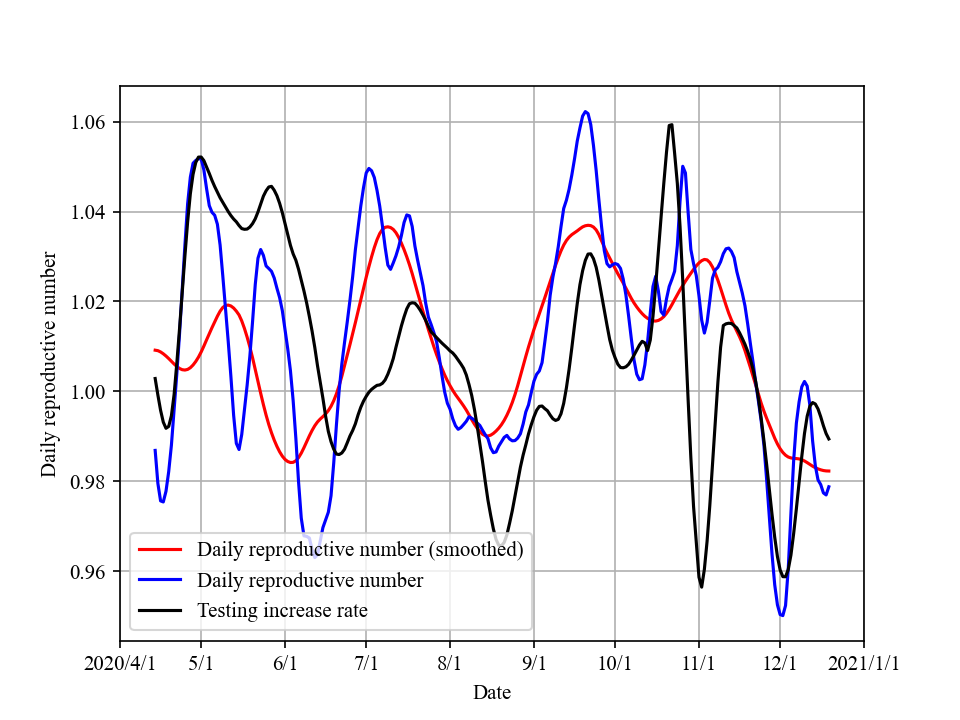 1.06
1.04
1.02
1.00
0.98
0.96
Daily reproductive number
Daily reproductive number (smoothed)
Daily reproductive number
Testing increase rate
2020/4/1 5/1 6/1 7/1 8/1 9/1 10/1 11/1 12/1 2021/1/1
Date